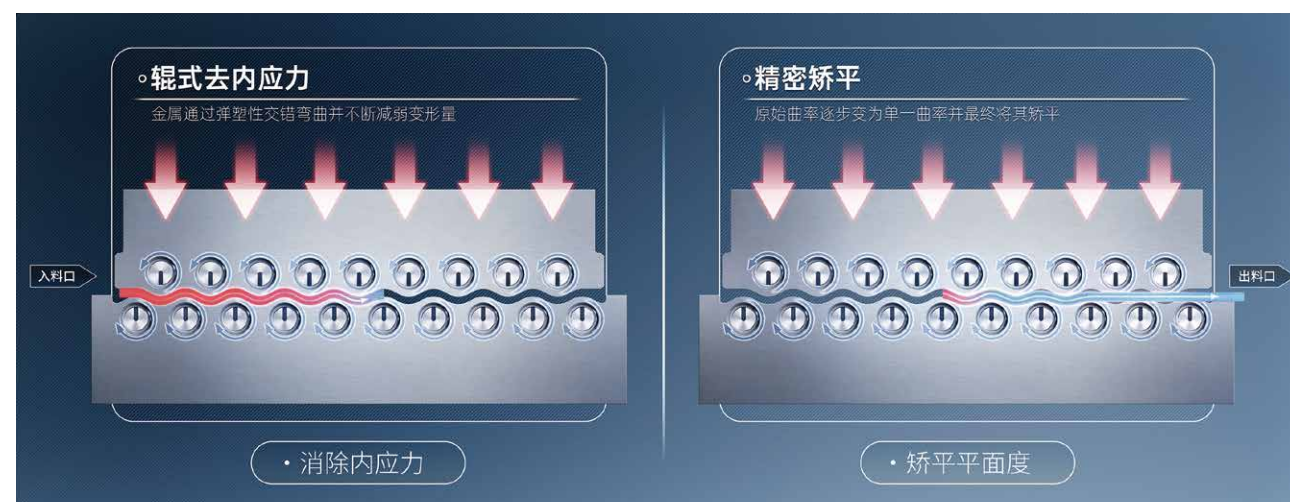 辊式去内应力
金属通过弹塑性交错弯曲并不断减弱变形量
入料口
· 消除内应力
精密矫平
原始曲率逐步变为单一曲率并最终将其矫平
出料口
· 矫平平面度